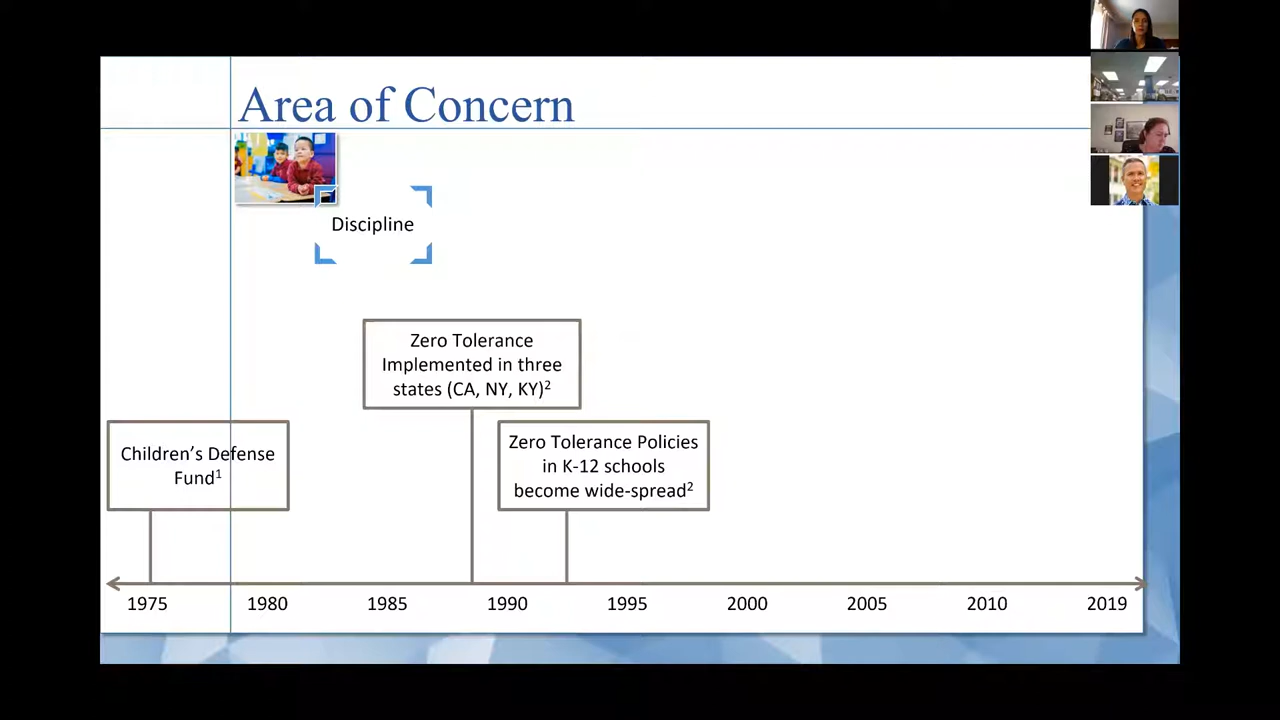 Area of Concern
Discipline
Zero Tolerance
Implemented in three
states (CA, NY, KY)²
Children’s Defense
Fund¹
Zero Tolerance Policies
in K-12 schools
become wide-spread²
1975 1980 1985 1990 1995 2000 2005 2010 2019